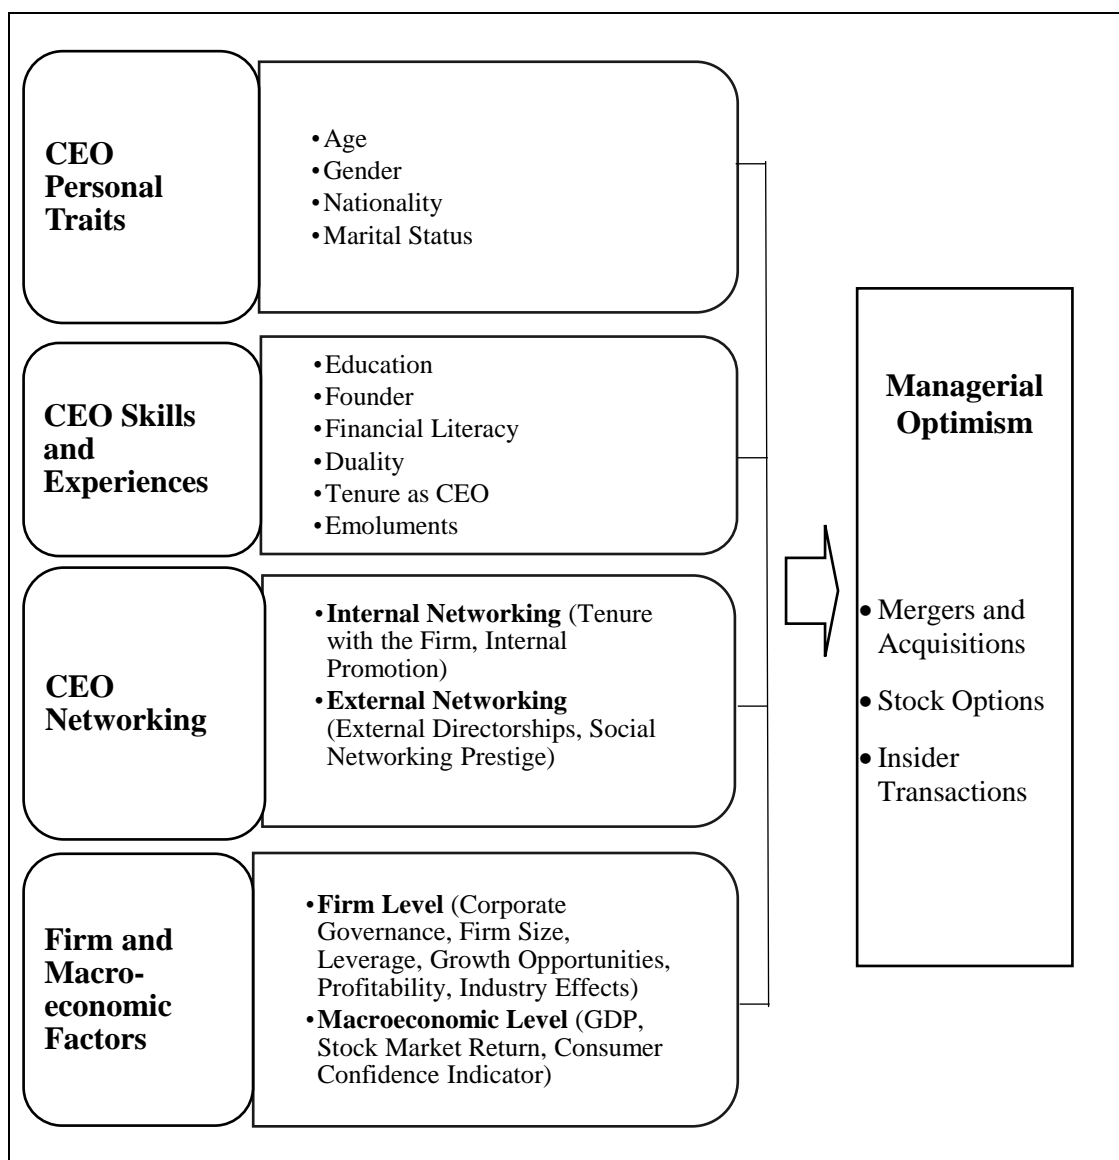 CEO
Personal
Traits
•Age
•Gender
•Nationality
•Marital Status
CEO Skills
and
Experiences
•Education
•Founder
•Financial Literacy
•Duality
•Tenure as CEO
•Emoluments
CEO
Networking
•Internal Networking (Tenure
with the Firm, Internal
Promotion)
•External Networking
(External Directorships, Social
Networking Prestige)
Firm and
Macro-
economic
Factors
•Firm Level (Corporate
Governance, Firm Size,
Leverage, Growth Opportunities,
Profitability, Industry Effects)
•Macroeconomic Level (GDP,
Stock Market Return, Consumer
Confidence Indicator)
Managerial
Optimism
• Mergers and
Acquisitions
• Stock Options
• Insider
Transactions